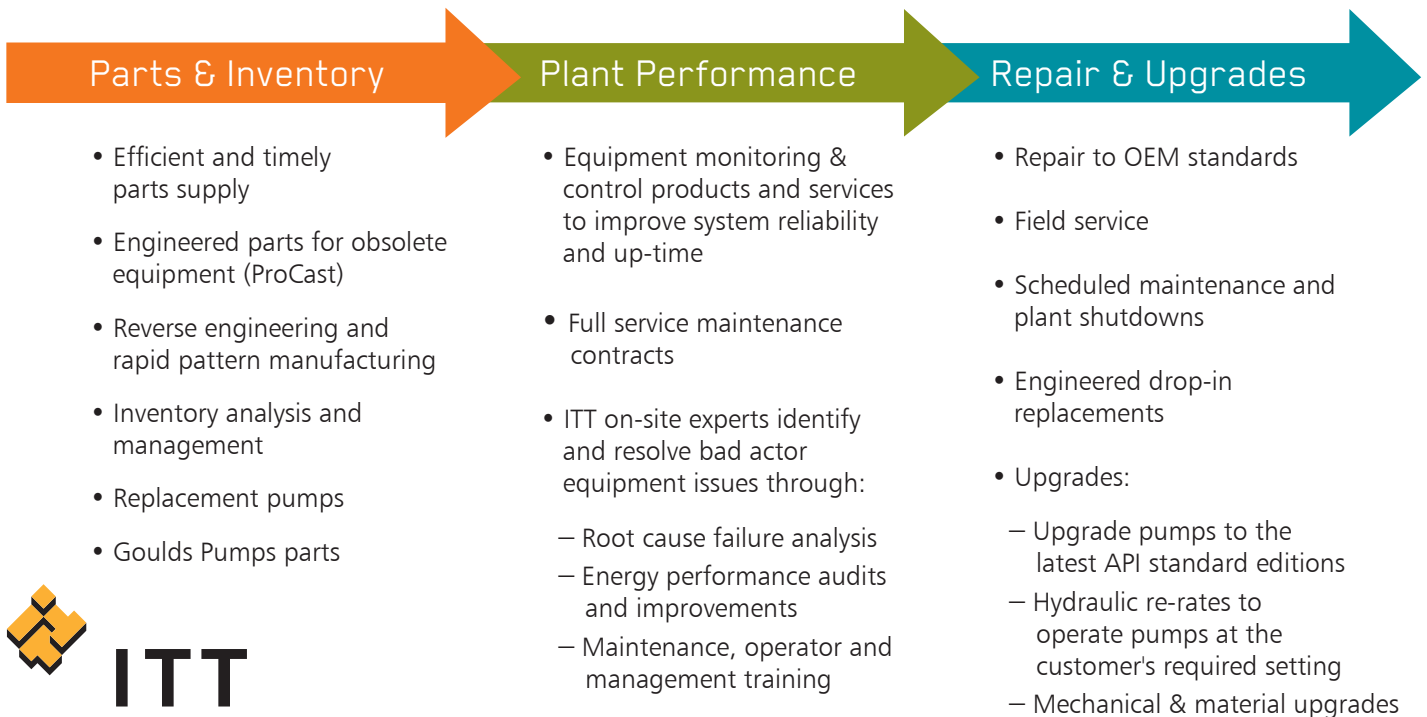 Parts & Inventory
• Efficient and timely
parts supply
• Engineered parts for obsolete
equipment (ProCast)
• Reverse engineering and
rapid pattern manufacturing
• Inventory analysis and
management
• Replacement pumps
• Goulds Pumps parts
ITT
Plant Performance
• Equipment monitoring &
control products and services
to improve system reliability
and up-time
• Full service maintenance
contracts
• ITT on-site experts identify
and resolve bad actor
equipment issues through:
– Root cause failure analysis
– Energy performance audits
and improvements
– Maintenance, operator and
management training
Repair & Upgrades
• Repair to OEM standards
• Field service
• Scheduled maintenance and
plant shutdowns
• Engineered drop-in
replacements
• Upgrades:
– Upgrade pumps to the
latest API standard editions
– Hydraulic re-rates to
operate pumps at the
customer's required setting
– Mechanical & material upgrades